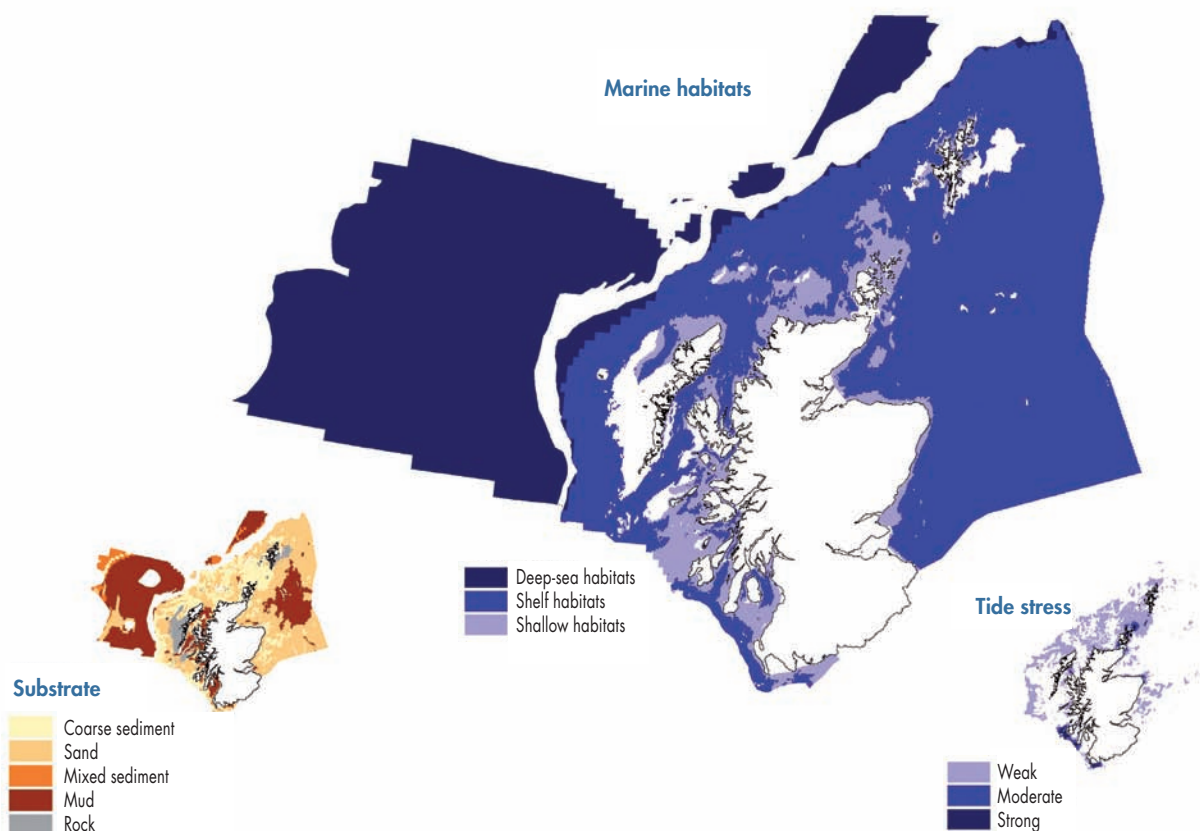 Marine habitats
Deep-sea habitats
Shelf habitats
Shallow habitats
Substrate
Coarse sediment
Sand
Mixed sediment
Mud
Rock
Tide stress
Weak
Moderate
Strong